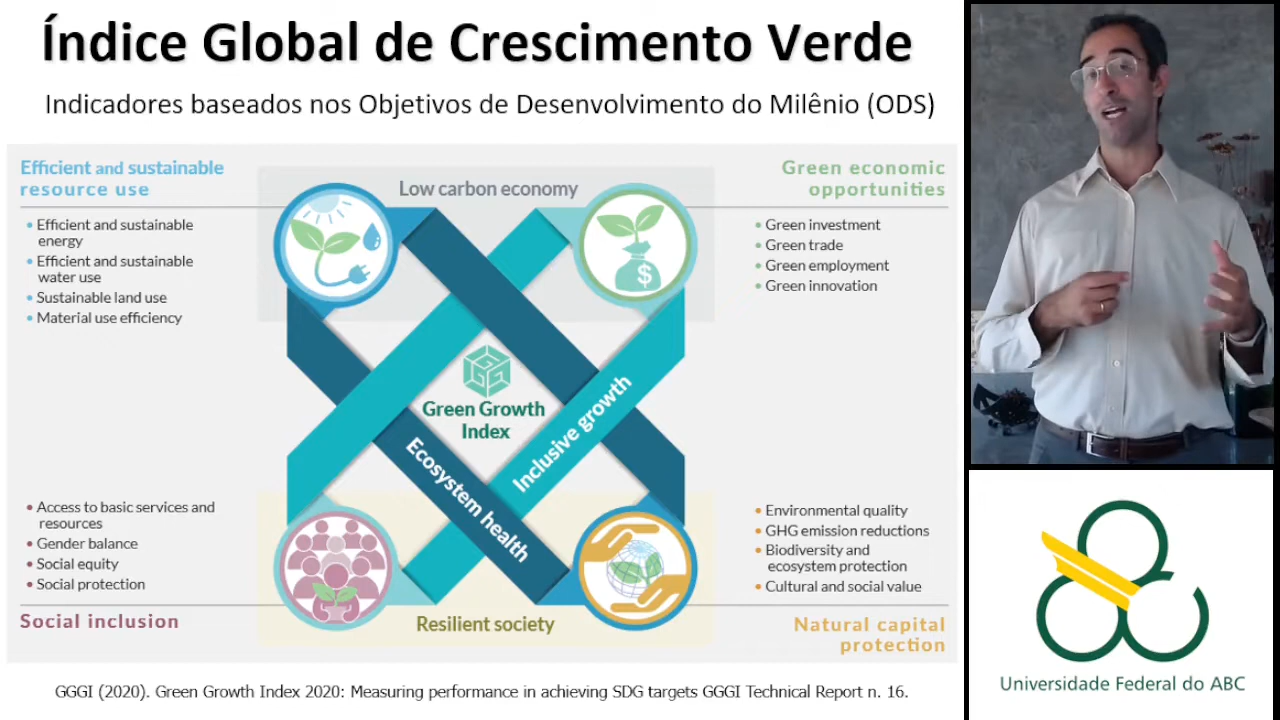 Índice Global de Crescimento Verde
Indicadores baseados nos Objetivos de Desenvolvimento do Milênio (ODS)
Efficient and sustainable
resource use
• Efficient and sustainable
energy
• Efficient and sustainable
water use
• Sustainable land use
• Material use efficiency
Low carbon economy
Green economic
opportunities
• Green investment
• Green trade
• Green employment
• Green innovation
$
GGG
Green Growth
Index
Inclusive growth
Ecosystem health
• Access to basic services and
resources
• Gender balance
• Social equity
• Social protection
Social inclusion
Resilient society
• Environmental quality
• GHG emission reductions
• Biodiversity and
ecosystem protection
• Cultural and social value
Natural capital
protection
GGGI (2020). Green Growth Index 2020: Measuring performance in achieving SDG targets GGGI Technical Report n. 16.
Universidade Federal do ABC